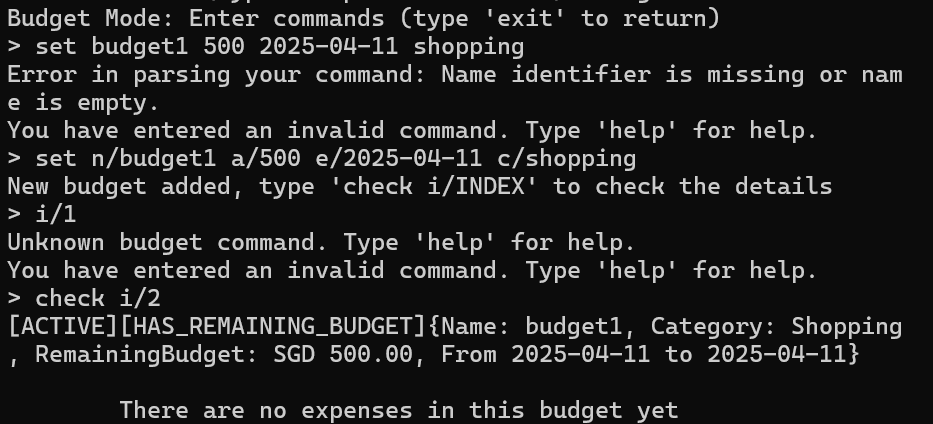 Budget Mode: Enter commands (type 'exit' to return)
> set budget1 500 2025-04-11 shopping
Error in parsing your command: Name identifier is missing or nam
e is empty.
You have entered an invalid command. Type 'help' for help.
> set n/budget1 a/500 e/2025-04-11 c/shopping
New budget added, type 'check i/INDEX' to check the details
> i/1
Unknown budget command. Type 'help' for help.
You have entered an invalid command. Type 'help' for help.
> check i/2
[ACTIVE][HAS_REMAINING_BUDGET]{Name: budget1, Category: Shopping
, RemainingBudget: SGD 500.00, From 2025-04-11 to 2025-04-11}
There are no expenses in this budget yet